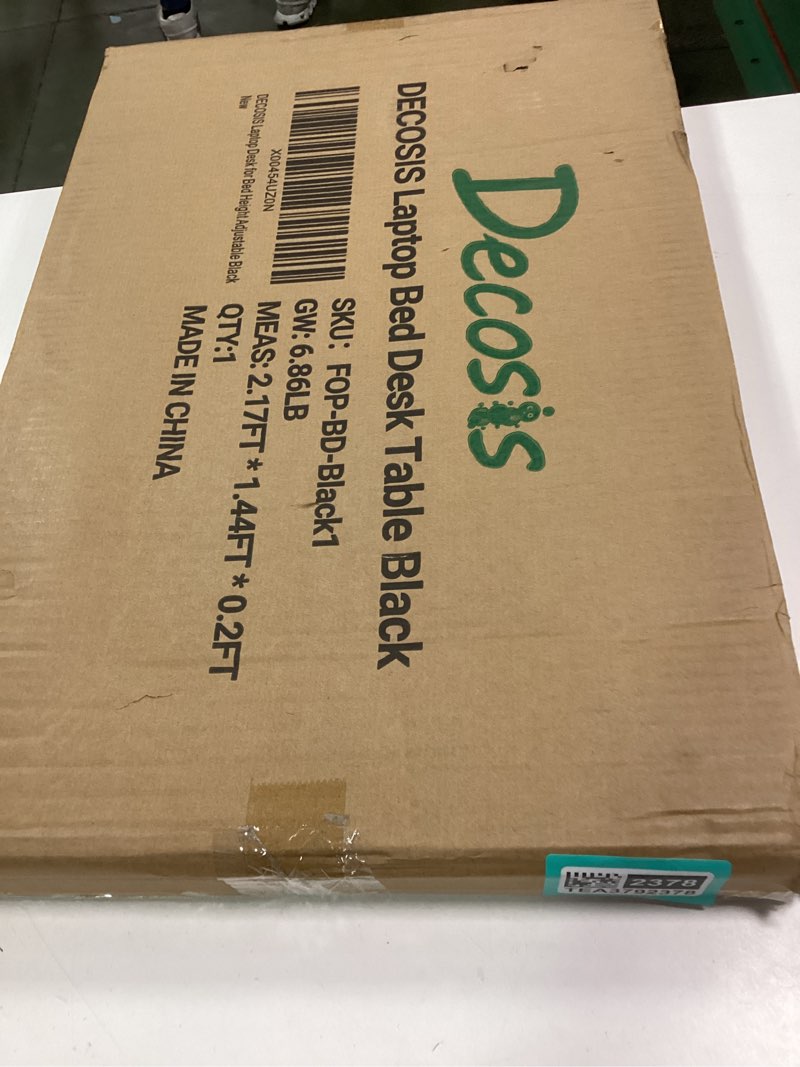 Decosis
DECOSIS Laptop Bed Desk Table Black
X00454UZ0N
DECOSIS Laptop Desk for Bed Height Adjustable Black
New
SKU: FOP-BD-Black1
GW: 6.86LB
MEAS: 2.17FT * 1.44FT * 0.2FT
QTY:1
MADE IN CHINA
2378
TEA3792378